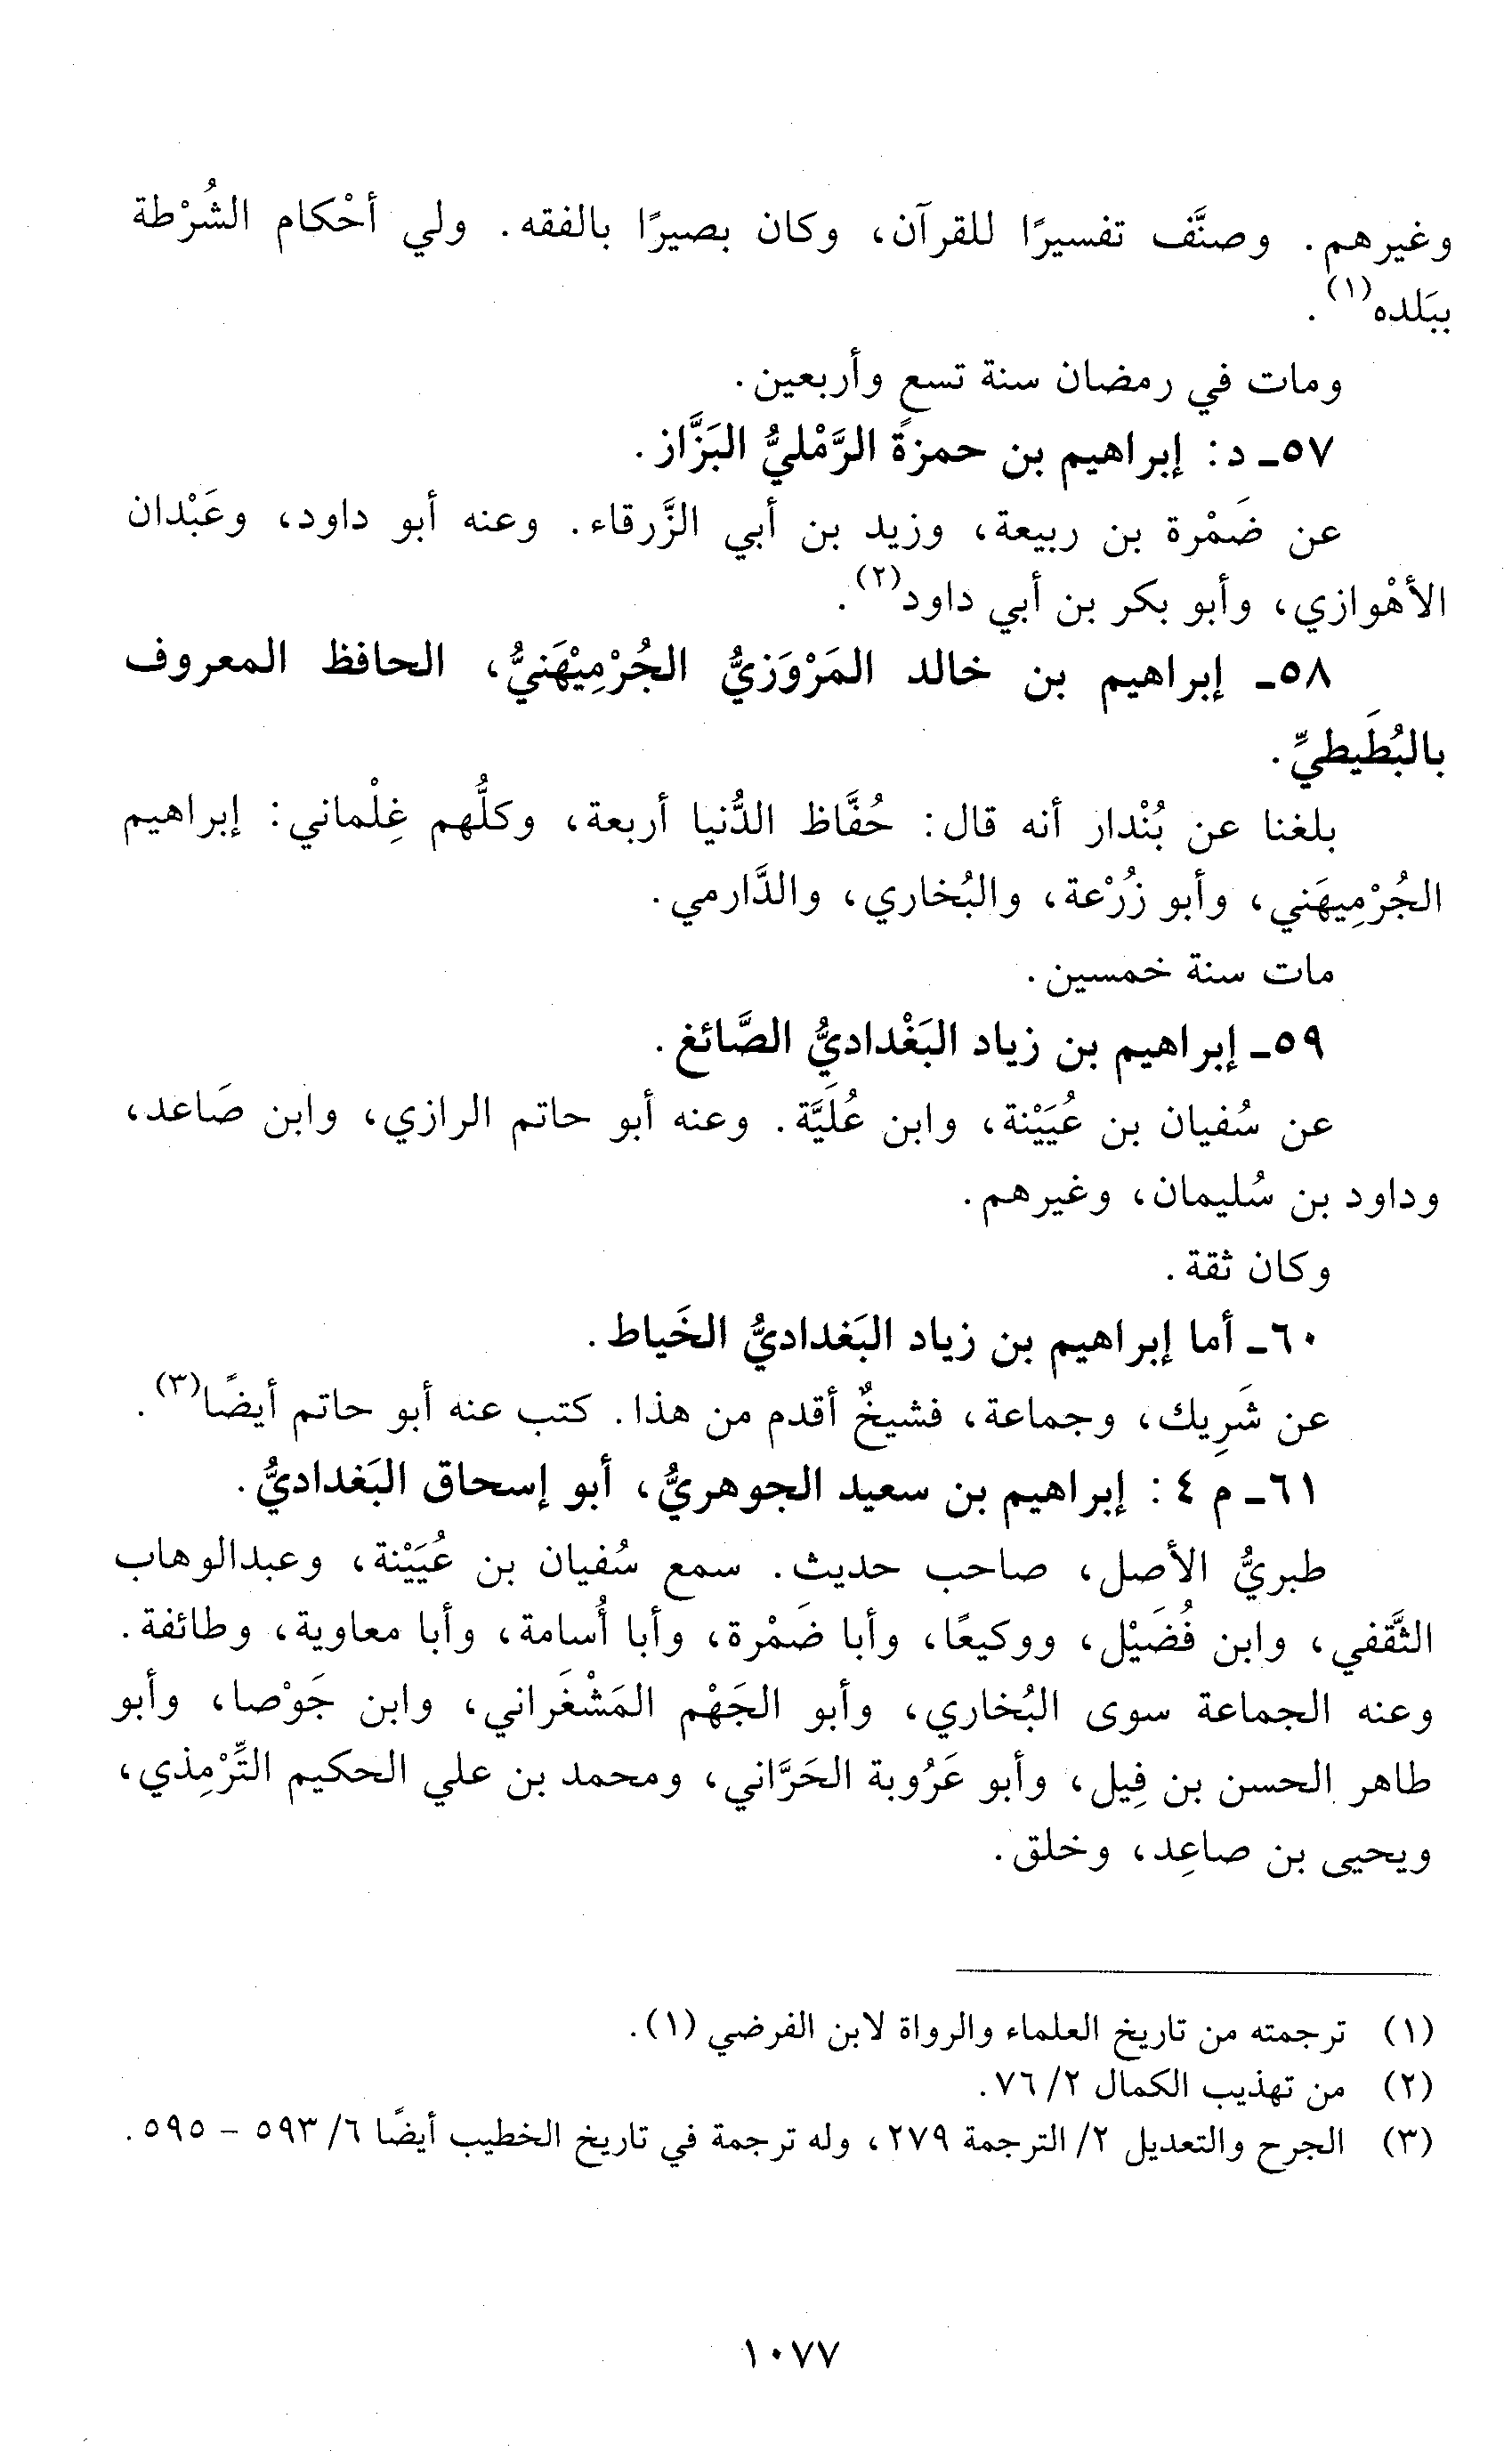 وغيرهم. وصنَّف تفسيرًا للقرآن، وكان بصيرًا بالفقه. ولي أحْكام الشُرْطة
ببَلده(١).
ومات في رمضان سنة تسع وأربعين.
٥٧ـ د: إبراهيم بن حمزةَ الرَّمْليُّ البَزَّاز.
عن ضَمْرة بن ربيعة، وزيد بن أبي الزَّرقاء. وعنه أبو داود، وعَبْدان
الأهْوازي، وأبو بكر بن أبي داود(٢).
٥٨ـ إبراهيم بن خالد المَرْوَزيُّ الجُرْمِيْهَنيُّ، الحافظ المعروف
بالبُطَيطيِّ.
بلغنا عن بُنْدار أنه قال: حُفَّاظ الدُّنيا أربعة، وكلُّهم غِلْماني: إبراهيم
الجُرْمِيهَني، وأبو زُرْعة، والبُخاري، والدَّارمي.
مات سنة خمسين.
٥٩ـ إبراهيم بن زياد البَغْداديُّ الصَّائغ.
عن سُفيان بن عُيَيْنة، وابن عُلَيَّة. وعنه أبو حاتم الرازي، وابن صَاعد،
وداود بن سُليمان، وغيرهم.
وكان ثقة.
٦٠ـ أما إبراهيم بن زياد البَغداديُّ الخَياط.
عن شَرِيك، وجماعة، فشيخٌ أقدم من هذا. كتب عنه أبو حاتم أيضًا(٣).
٦١ـ م ٤: إبراهيم بن سعيد الجوهريُّ، أبو إسحاق البَغداديُّ.
طبريُّ الأصل، صاحب حديث. سمع سُفيان بن عُيَيْنة، وعبدالوهاب
الثَّقفي، وابن فُضَيْل، ووكيعًا، وأبا ضَمْرة، وأبا أُسامة، وأبا معاوية، وطائفة.
وعنه الجماعة سوى البُخاري، وأبو الجَهْم المَشْغَراني، وابن جَوْصا، وأبو
طاهر الحسن بن فِيل، وأبو عَرُوبة الحَرَّاني، ومحمد بن علي الحكيم التِّرْمِذي،
ويحيى بن صاعِد، وخلق.
(١) ترجمته من تاريخ العلماء والرواة لابن الفرضي (١).
(٢) من تهذيب الكمال ٢/ ٧٦.
(٣) الجرح والتعديل ٢/ الترجمة ٢٧٩، وله ترجمة في تاريخ الخطيب أيضًا ٦/ ٥٩٣ - ٥٩٥.
١٠٧٧